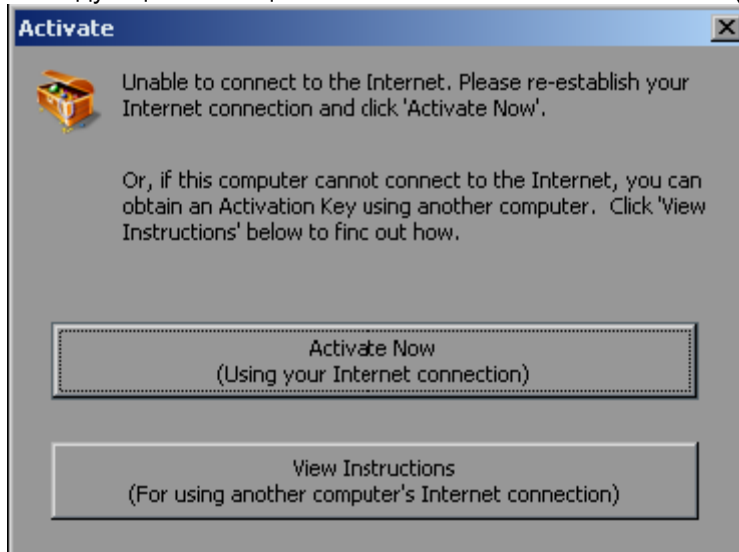 Activate
Unable to connect to the Internet. Please re-establish your
Internet connection and click 'Activate Now'.
Or, if this computer cannot connect to the Internet, you can
obtain an Activation Key using another computer. Click 'View
Instructions' below to finc out how.
Activate Now
(Using your Internet connection)
View Instructions
(For using another computer's Internet connection)